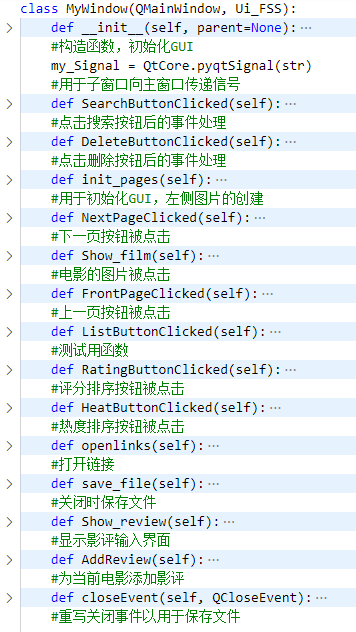 class MyWindow(QMainWindow, Ui_FSS):
def __init__(self, parent=None):…
#构造函数，初始化GUI
my_Signal = QtCore.pyqtSignal(str)
#用于子窗口向主窗口传递信号
def SearchButtonClicked(self):…
#点击搜索按钮后的事件处理
def DeleteButtonClicked(self):…
#点击删除按钮后的事件处理
def init_pages(self):…
#用于初始化GUI，左侧图片的创建
def NextPageClicked(self):…
#下一页按钮被点击
def Show_film(self):…
#电影的图片被点击
def FrontPageClicked(self):…
#上一页按钮被点击
def ListButtonClicked(self):…
#测试用函数
def RatingButtonClicked(self):…
#评分排序按钮被点击
def HeatButtonClicked(self):…
#热度排序按钮被点击
def openlinks(self):…
#打开链接
def save_file(self):…
#关闭时保存文件
def Show_review(self):…
#显示影评输入界面
def AddReview(self):…
#为当前电影添加影评
def closeEvent(self, QCloseEvent):…
#重写关闭事件以用于保存文件